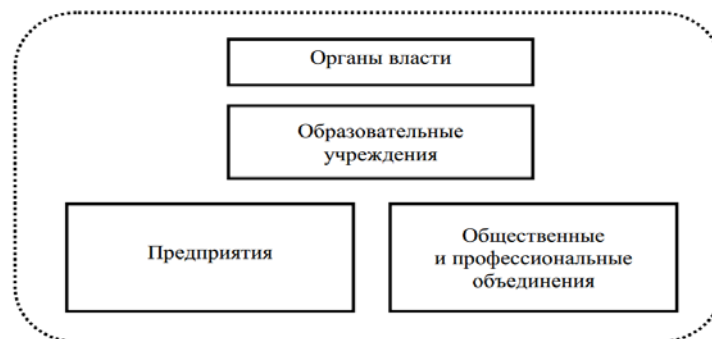 Органы власти
Образовательные
учреждения
Предприятия
Общественные
и профессиональные
объединения